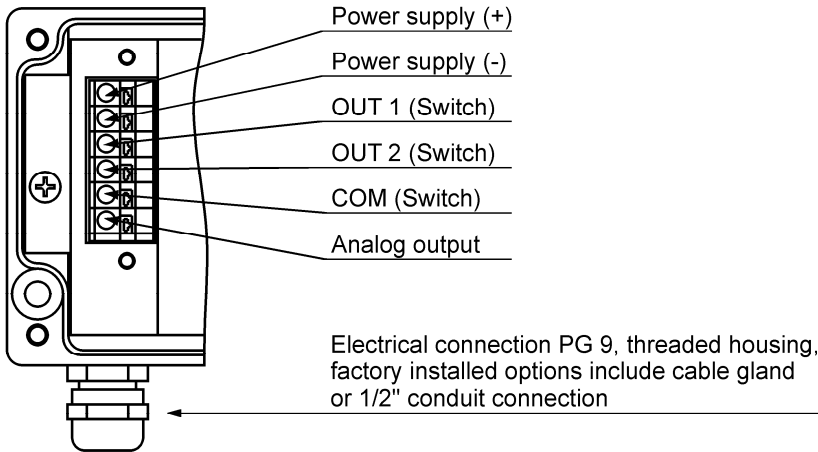 Power supply (+)
Power supply (-)
OUT 1 (Switch)
OUT 2 (Switch)
COM (Switch)
Analog output
Electrical connection PG 9, threaded housing,
factory installed options include cable gland
or 1/2" conduit connection